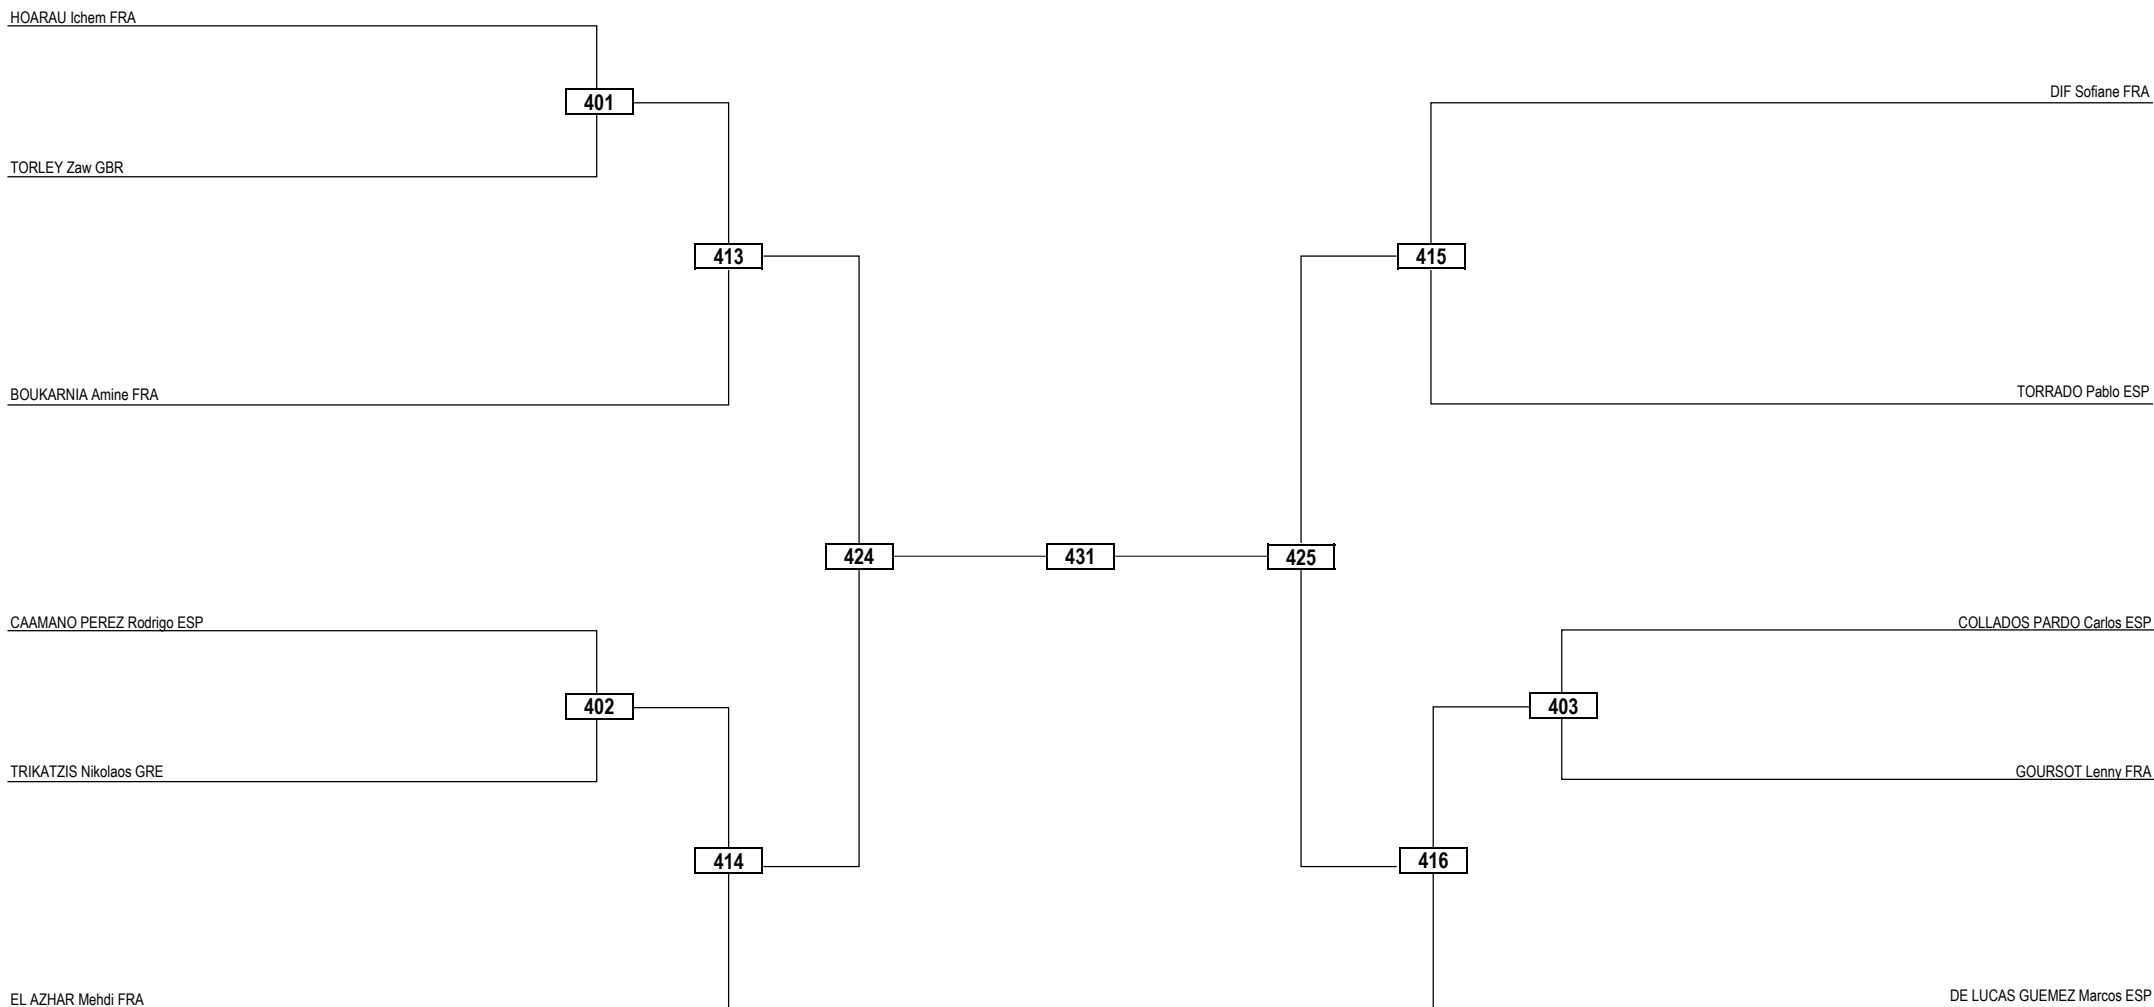 HOARAU Ichem FRA
401
TORLEY Zaw GBR
413
BOUKARNIA Amine FRA
424
CAAMANO PEREZ Rodrigo ESP
402
TRIKATZIS Nikolaos GRE
414
EL AZHAR Mehdi FRA
431
DIF Sofiane FRA
415
TORRADO Pablo ESP
425
COLLADOS PARDO Carlos ESP
403
GOURSOT Lenny FRA
416
DE LUCAS GUEMEZ Marcos ESP